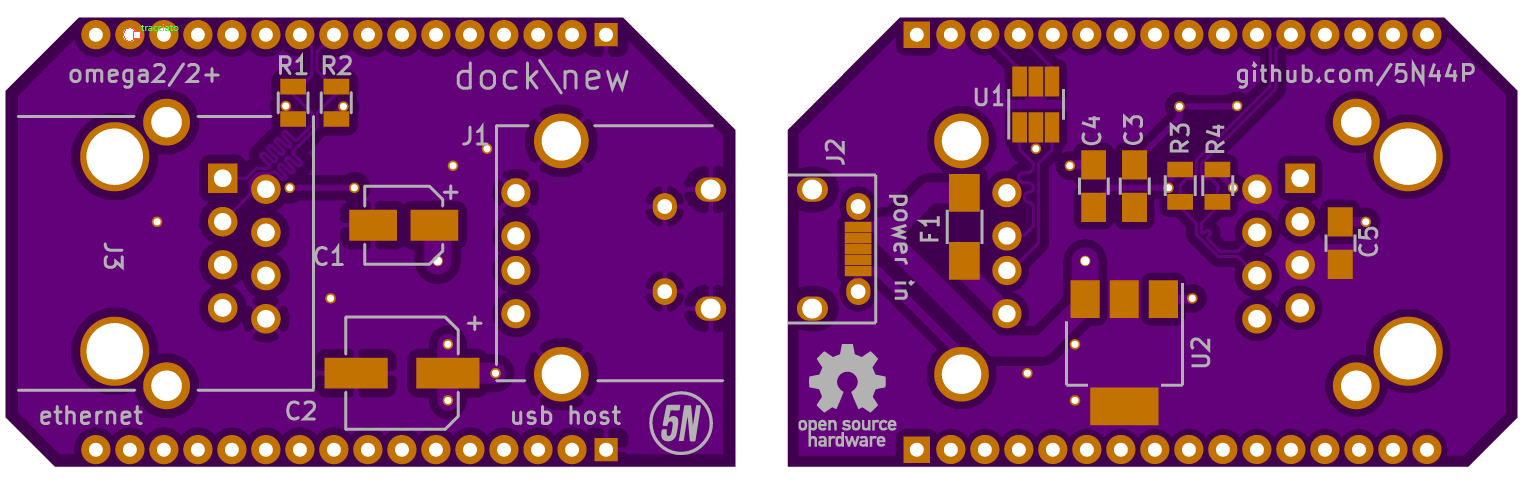 tracciato
omega2/2+
R1
R2
dock\new
J1
+
C1
J3
+
C2
ethernet
usb host
5N
github.com/5N44P
U1
C4
C3
R3
R4
J2
power in
F1
C5
U2
open source
hardware